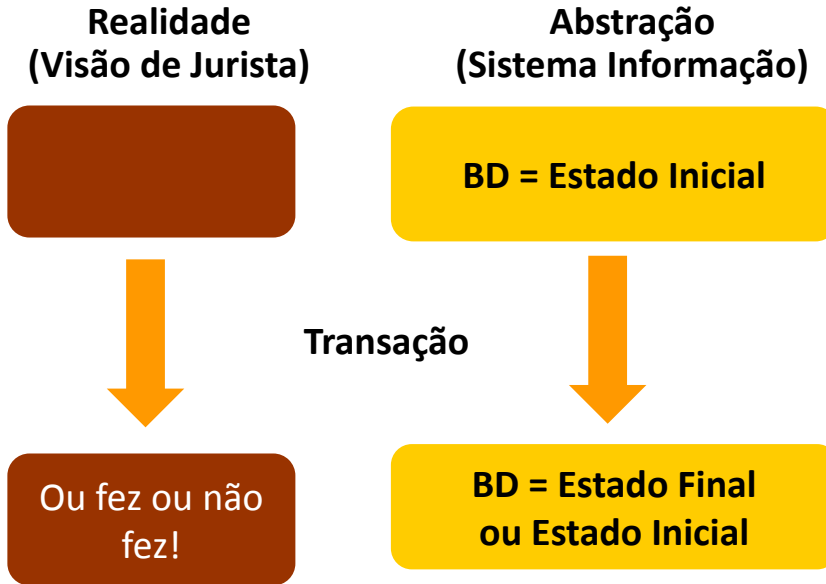 Realidade
(Visão de Jurista)
Abstração
(Sistema Informação)
BD = Estado Inicial
Transação
Ou fez ou não
fez!
BD = Estado Final
ou Estado Inicial